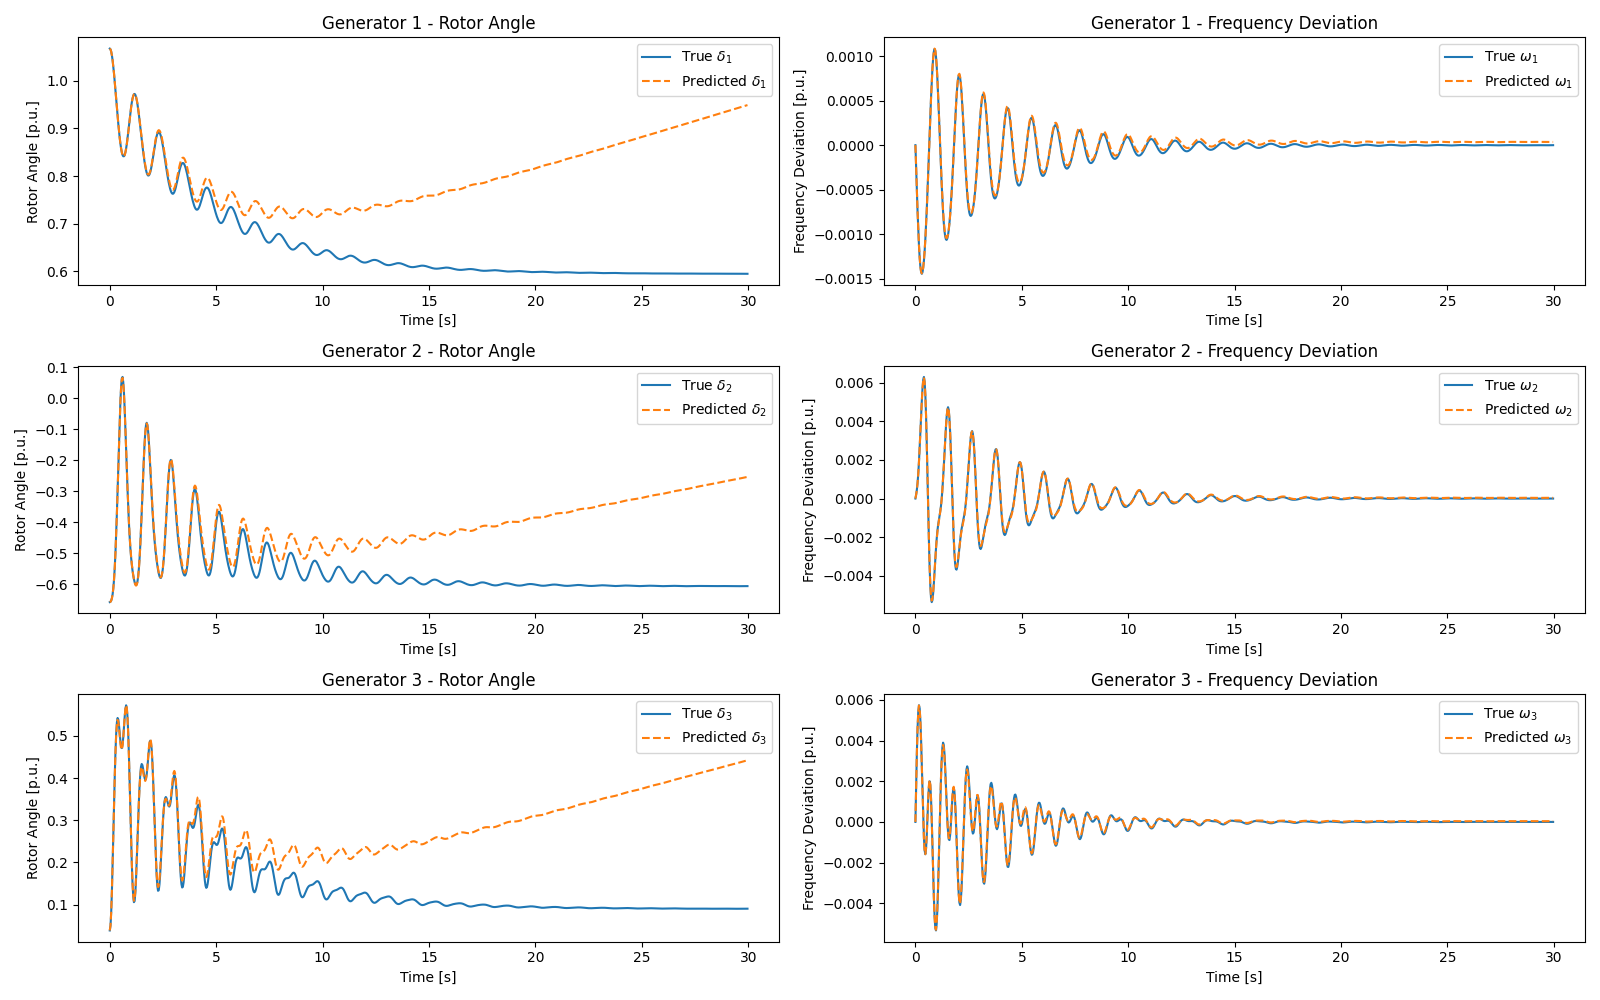 Generator 1 - Rotor Angle
Rotor Angle [p.u.]
1.0
0.9
0.8
0.7
0.6
True δ₁
Predicted δ₁
0 5 10 15 20 25 30
Time [s]
Generator 1 - Frequency Deviation
Frequency Deviation [p.u.]
0.0010
0.0005
0.0000
−0.0005
−0.0010
−0.0015
True ω₁
Predicted ω₁
0 5 10 15 20 25 30
Time [s]
Generator 2 - Rotor Angle
Rotor Angle [p.u.]
0.1
0.0
−0.1
−0.2
−0.3
−0.4
−0.5
−0.6
True δ₂
Predicted δ₂
0 5 10 15 20 25 30
Time [s]
Generator 2 - Frequency Deviation
Frequency Deviation [p.u.]
0.006
0.004
0.002
0.000
−0.002
−0.004
True ω₂
Predicted ω₂
0 5 10 15 20 25 30
Time [s]
Generator 3 - Rotor Angle
Rotor Angle [p.u.]
0.5
0.4
0.3
0.2
0.1
True δ₃
Predicted δ₃
0 5 10 15 20 25 30
Time [s]
Generator 3 - Frequency Deviation
Frequency Deviation [p.u.]
0.006
0.004
0.002
0.000
−0.002
−0.004
True ω₃
Predicted ω₃
0 5 10 15 20 25 30
Time [s]